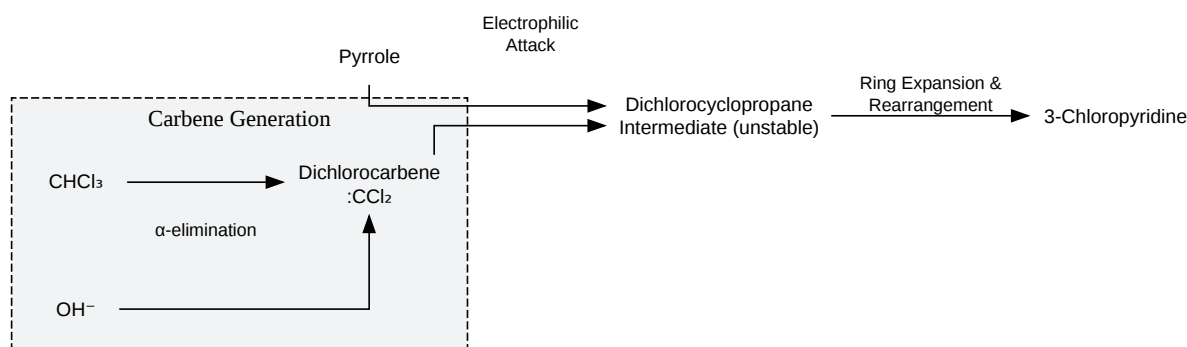 Electrophilic
Attack
Pyrrole
Ring Expansion &
Rearrangement
Carbene Generation
Dichlorocyclopropane
Intermediate (unstable)
3-Chloropyridine
CHCl₃
Dichlorocarbene
:CCl₂
α-elimination
OH⁻